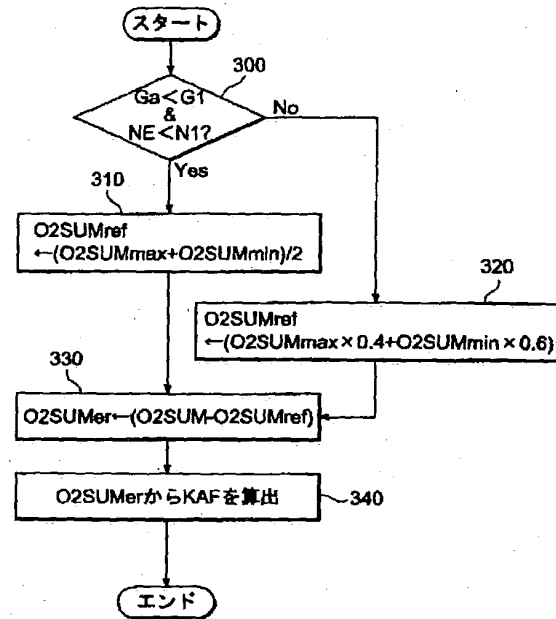 スタート
300
Ga<G1
&
NE<N1?
No
Yes
310
O2SUMref
←(O2SUMmax+O2SUMmin)/2
320
O2SUMref
←(O2SUMmax×0.4+O2SUMmin×0.6)
330
O2SUMer←(O2SUM-O2SUMref)
O2SUMerからKAFを算出
340
エンド